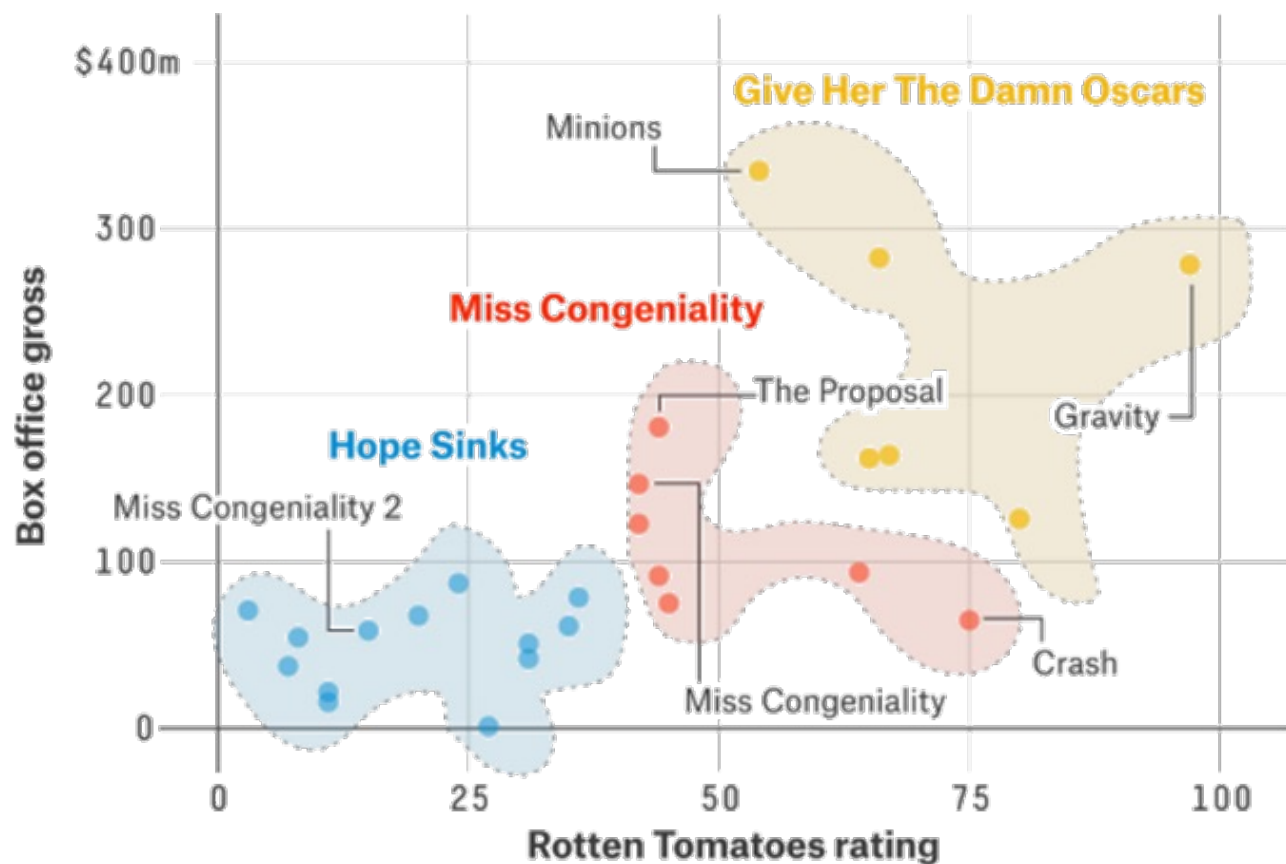 $400m
Give Her The Damn Oscars
Minions
300
Miss Congeniality
200
The Proposal
Gravity
Hope Sinks
Miss Congeniality 2
100
Crash
Miss Congeniality
0
0
25
50
75
100
Rotten Tomatoes rating
Box office gross